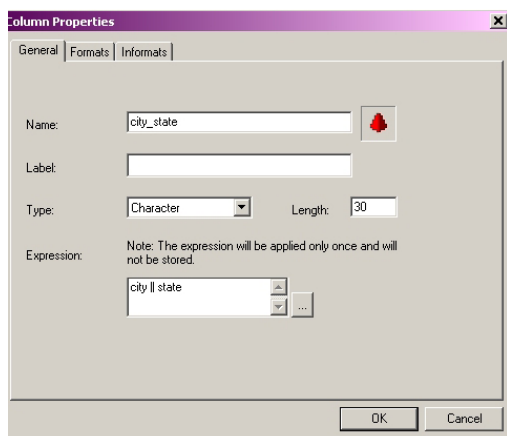 Column Properties
General
Formats
Informats
Name:
city_state
Label:
Type:
Character
Length:
30
Expression:
Note: The expression will be applied only once and will
not be stored.
city || state
...
OK
Cancel